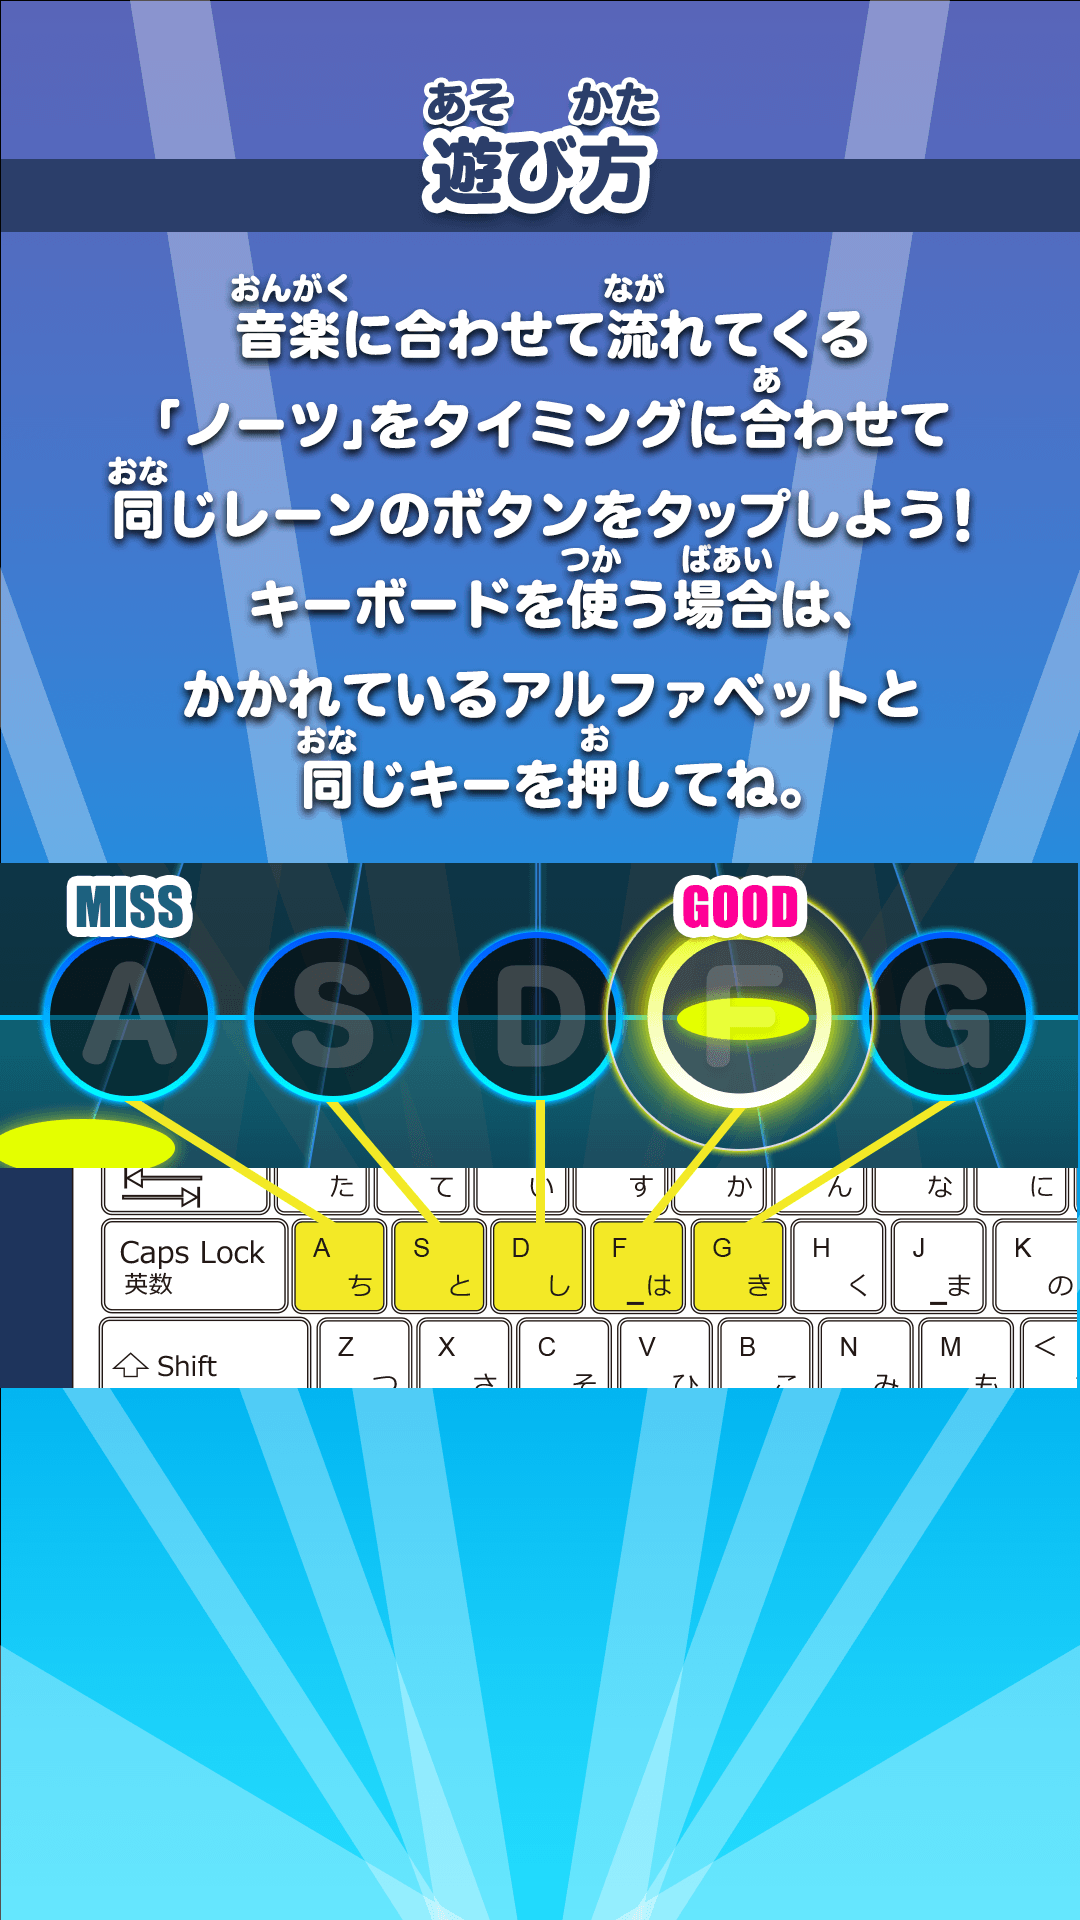 あそ かた
遊び方
おんがく なが
音楽に合わせて流れてくる
あ
「ノーツ」をタイミングに合わせて
おな
同じレーンのボタンをタップしよう!
つか ばあい
キーボードを使う場合は、
かかれているアルファベットと
おな お
同じキーを押してね。
MISS GOOD
A S D F G
た て い す か ん な に
Caps Lock A S D F G H J K
英数 ち と し は き く ま の
Z X C V B N M <
Shift つ さ そ ひ こ み も